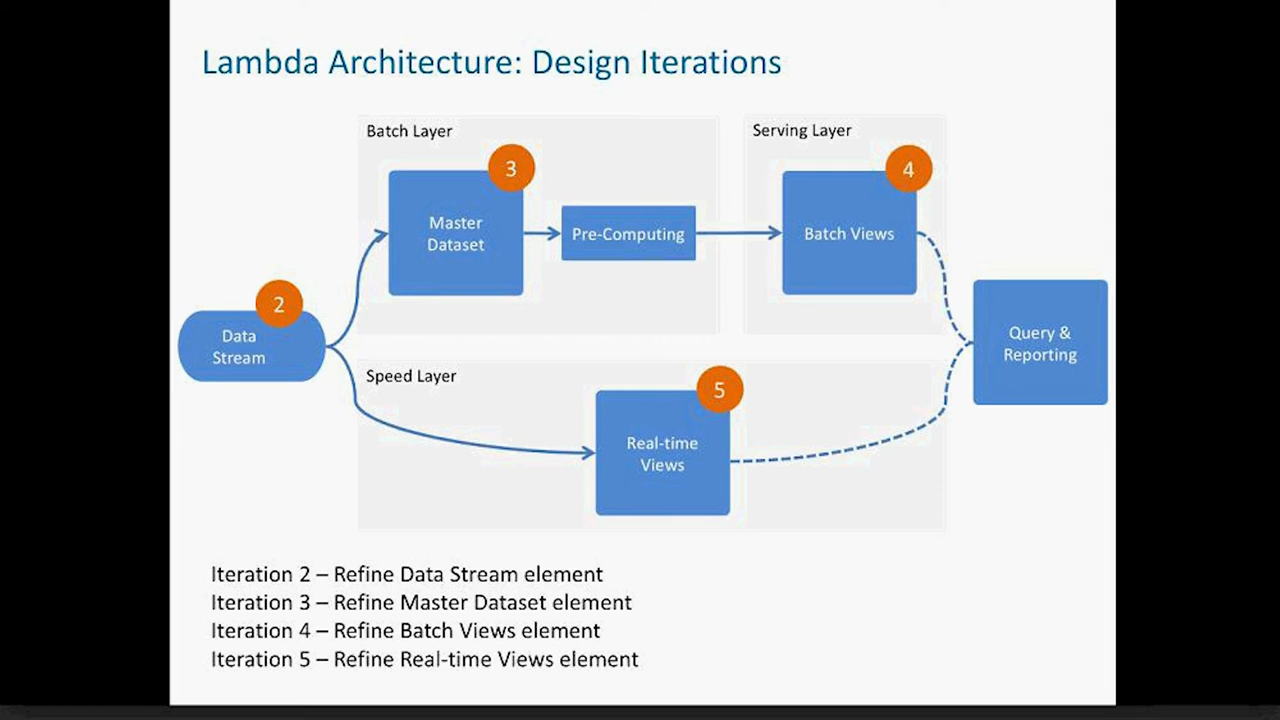 Lambda Architecture: Design Iterations
Batch Layer
Serving Layer
3
4
Master
Dataset
Pre-Computing
Batch Views
2
Data
Stream
Query &
Reporting
Speed Layer
5
Real-time
Views
Iteration 2 – Refine Data Stream element
Iteration 3 – Refine Master Dataset element
Iteration 4 – Refine Batch Views element
Iteration 5 – Refine Real-time Views element